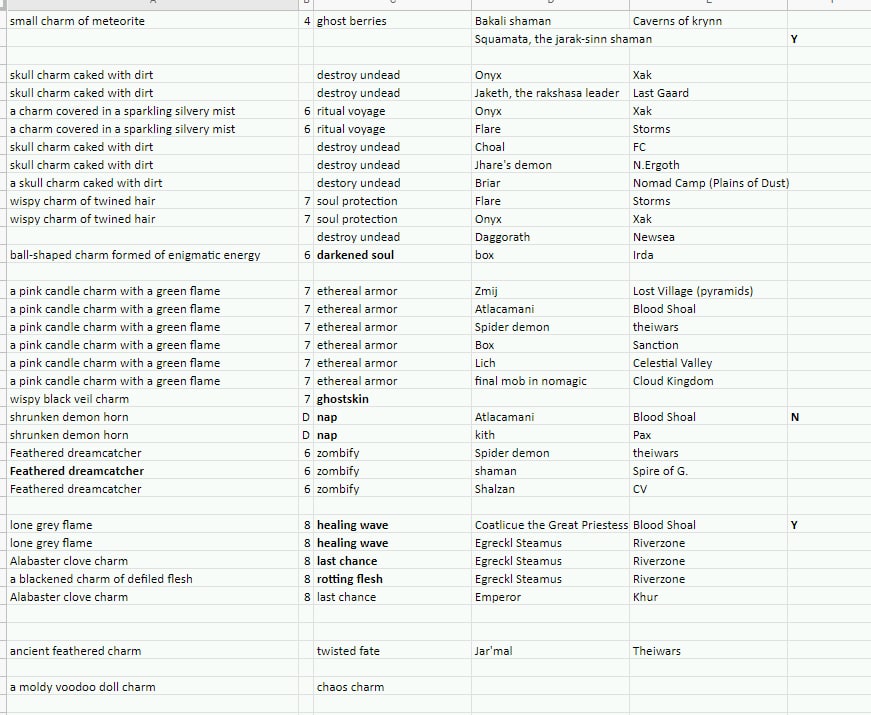 small charm of meteorite 4 ghost berries Bakali shaman Caverns of krynn
Squamata, the jarak-sinn shaman Y
skull charm caked with dirt destroy undead Onyx Xak
skull charm caked with dirt destroy undead Jaketh, the rakshasa leader Last Gaard
a charm covered in a sparkling silvery mist 6 ritual voyage Onyx Xak
a charm covered in a sparkling silvery mist 6 ritual voyage Flare Storms
skull charm caked with dirt destroy undead Choal FC
skull charm caked with dirt destroy undead Jhare's demon N.Ergoth
a skull charm caked with dirt destory undead Briar Nomad Camp (Plains of Dust)
wispy charm of twined hair 7 soul protection Flare Storms
wispy charm of twined hair 7 soul protection Onyx Xak
destroy undead Daggorath Newsea
ball-shaped charm formed of enigmatic energy 6 darkened soul box Irda
a pink candle charm with a green flame 7 ethereal armor Zmij Lost Village (pyramids)
a pink candle charm with a green flame 7 ethereal armor Atlacamani Blood Shoal
a pink candle charm with a green flame 7 ethereal armor Spider demon theiwars
a pink candle charm with a green flame 7 ethereal armor Box Sanction
a pink candle charm with a green flame 7 ethereal armor Lich Celestial Valley
a pink candle charm with a green flame 7 ethereal armor final mob in nomagic Cloud Kingdom
wispy black veil charm 7 ghostskin
shrunken demon horn D nap Atlacamani Blood Shoal N
shrunken demon horn D nap kith Pax
Feathered dreamcatcher 6 zombify Spider demon theiwars
Feathered dreamcatcher 6 zombify shaman Spire of G.
Feathered dreamcatcher 6 zombify Shalzan CV
lone grey flame 8 healing wave Coatlicue the Great Priestess Blood Shoal Y
lone grey flame 8 healing wave Egreckl Steamus Riverzone
Alabaster clove charm 8 last chance Egreckl Steamus Riverzone
a blackened charm of defiled flesh 8 rotting flesh Egreckl Steamus Riverzone
Alabaster clove charm 8 last chance Emperor Khur
ancient feathered charm twisted fate Jar'mal Theiwars
a moldy voodoo doll charm chaos charm